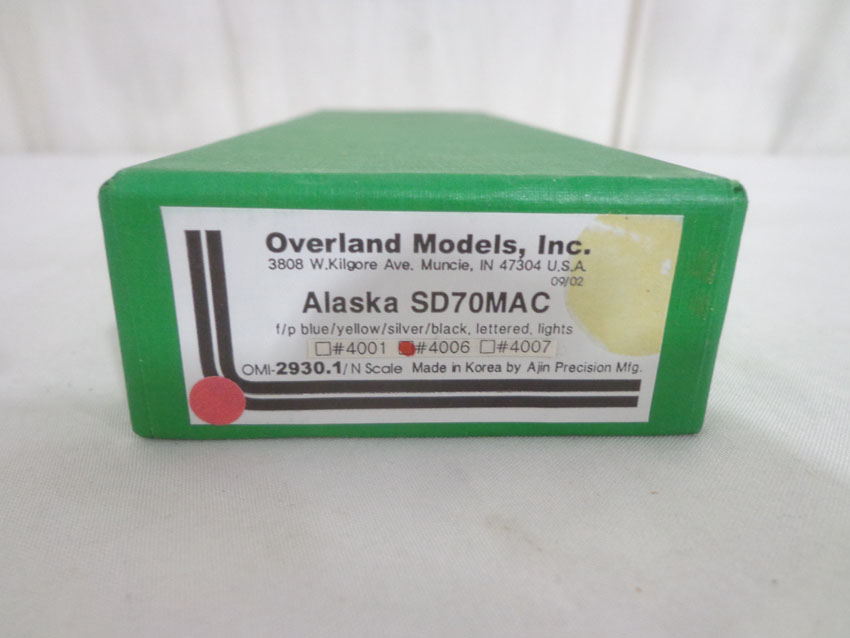 Overland Models, Inc.
3808 W.Kilgore Ave. Muncie, IN 47304 U.S.A.
09/02
Alaska SD70MAC
f/p blue/yellow/silver/black, lettered, lights
#4001 #4006 #4007
OMI-2930.1/N Scale Made in Korea by Ajin Precision Mfg.